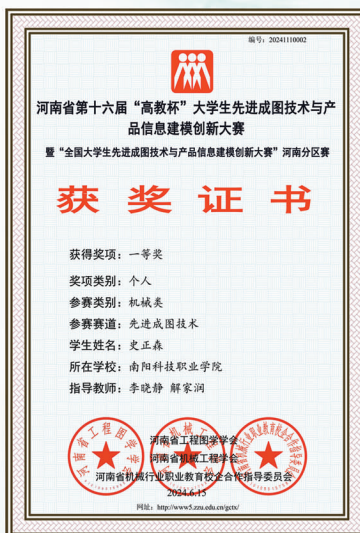 编号：20241110002
河南省第十六届“高教杯”大学生先进成图技术与产
品信息建模创新大赛
暨“全国大学生先进成图技术与产品信息建模创新大赛”河南分区赛
获奖证书
获得奖项：一等奖
奖项类别：个人
参赛类别：机械类
参赛赛道：先进成图技术
学生姓名：史正森
所在学校：南阳科技职业学院
指导教师：李晓静 解家润
河南省工程图学学会
河南省机械工程学会
河南省机械行业职业教育校企合作指导委员会
2024.6.15
网址：http://www5.zzu.edu.cn/gctx/